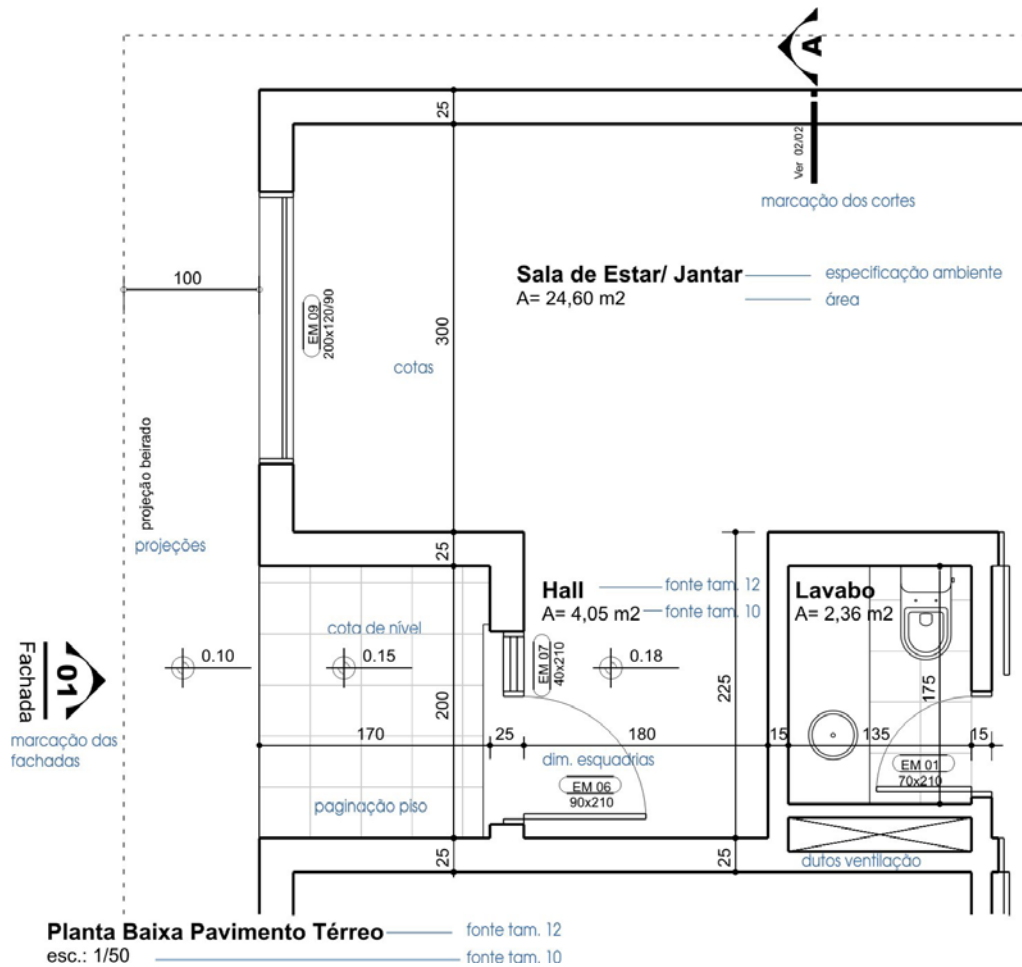 A
25
Ver 02/02
marcação dos cortes
Sala de Estar/ Jantar
especificação ambiente
A= 24,60 m2
área
100
EM 09
200x120/90
300
cotas
projeção beirado
projeções
25
Hall
fonte tam. 12
A= 4,05 m2
fonte tam. 10
Lavabo
A= 2,36 m2
cota de nível
0.10
0.15
EM 07
40x210
0.18
01
Fachada
marcação das
fachadas
200
225
175
170
25
180
15
135
15
dim. esquadrias
EM 06
90x210
EM 01
70x210
paginação piso
25
25
dutos ventilação
Planta Baixa Pavimento Térreo
fonte tam. 12
esc.: 1/50
fonte tam. 10